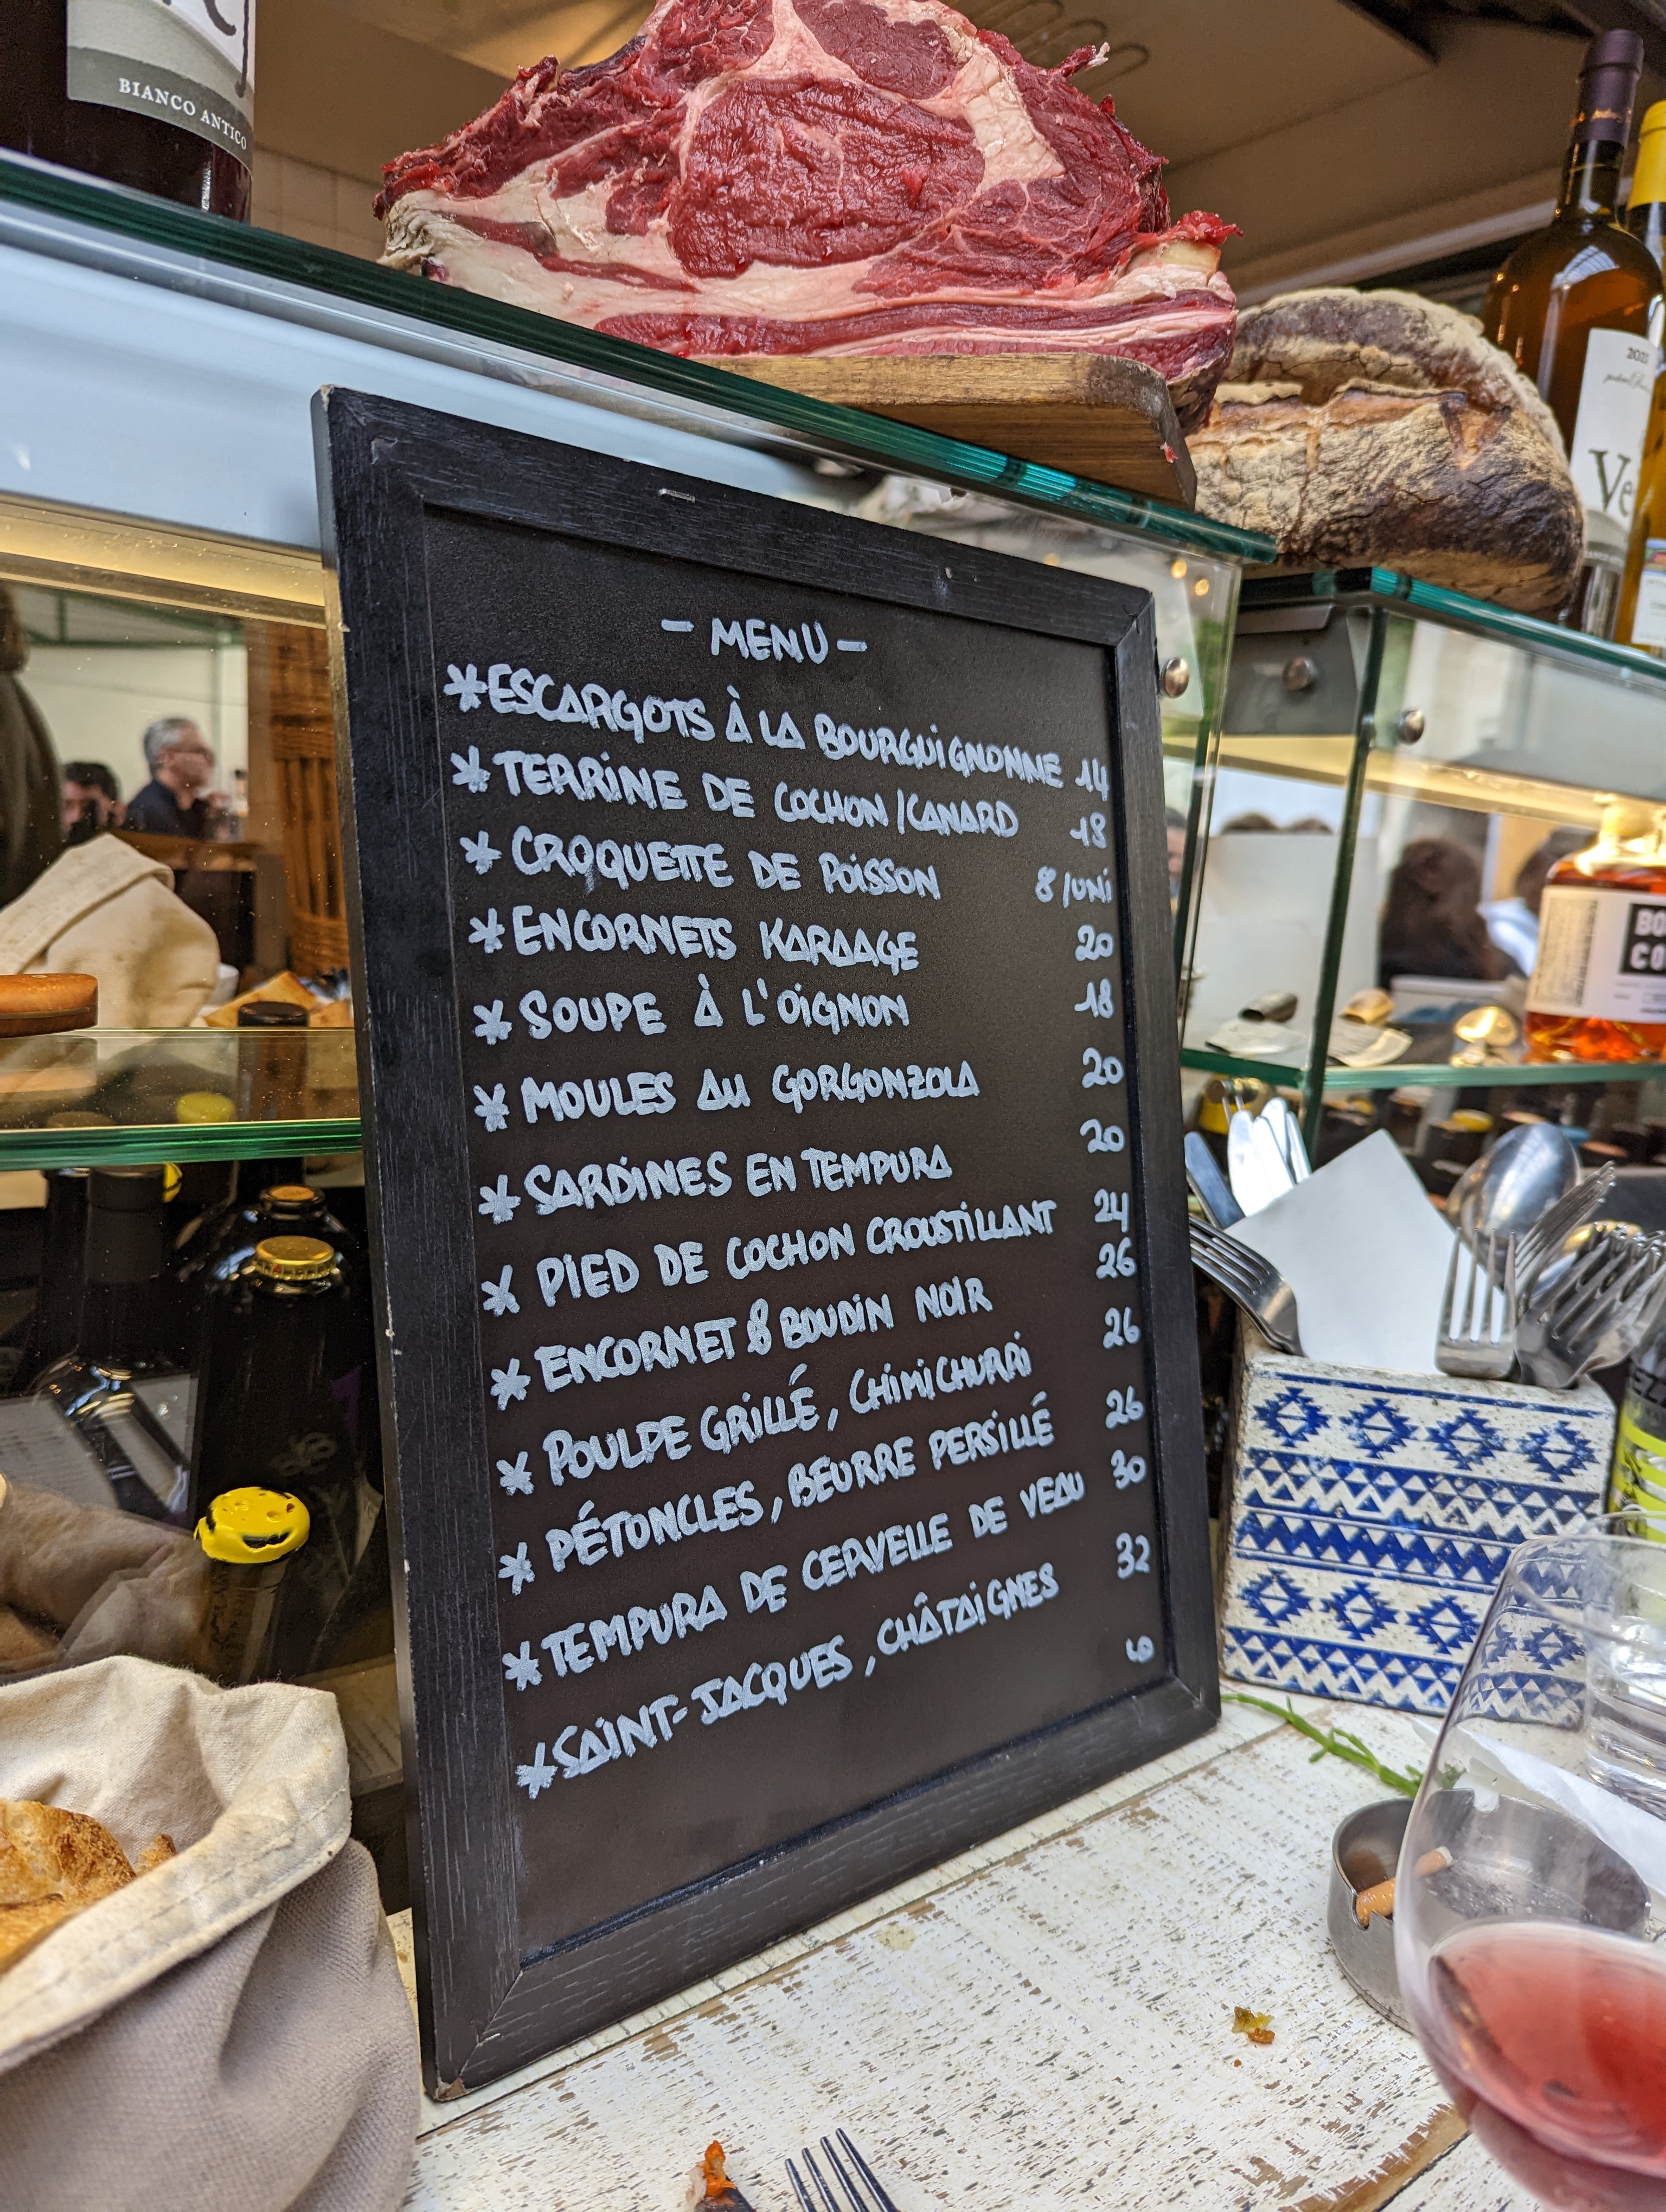 BIANCO ANTICO
Ve
BO
CO
- MENU -
*ESCARGOTS À LA BOURGUIGNONNE 14
*TERRINE DE COCHON/CANARD 18
*CROQUETTE DE POISSON 8/UNI
*ENCORNETS KARAAGE 20
*SOUPE À L'OIGNON 18
*MOULES AU GORGONZOLA 20
*SARDINES EN TEMPURA 20
*PIED DE COCHON CROUSTILLANT 24
*ENCORNET & BOUDIN NOIR 26
*POULPE GRILLÉ, CHIMICHURRI 26
*PÉTONCLES, BEURRE PERSILLÉ 26
*TEMPURA DE CERVELLE DE VEAU 30
*SAINT-JACQUES, CHÂTAIGNES 32